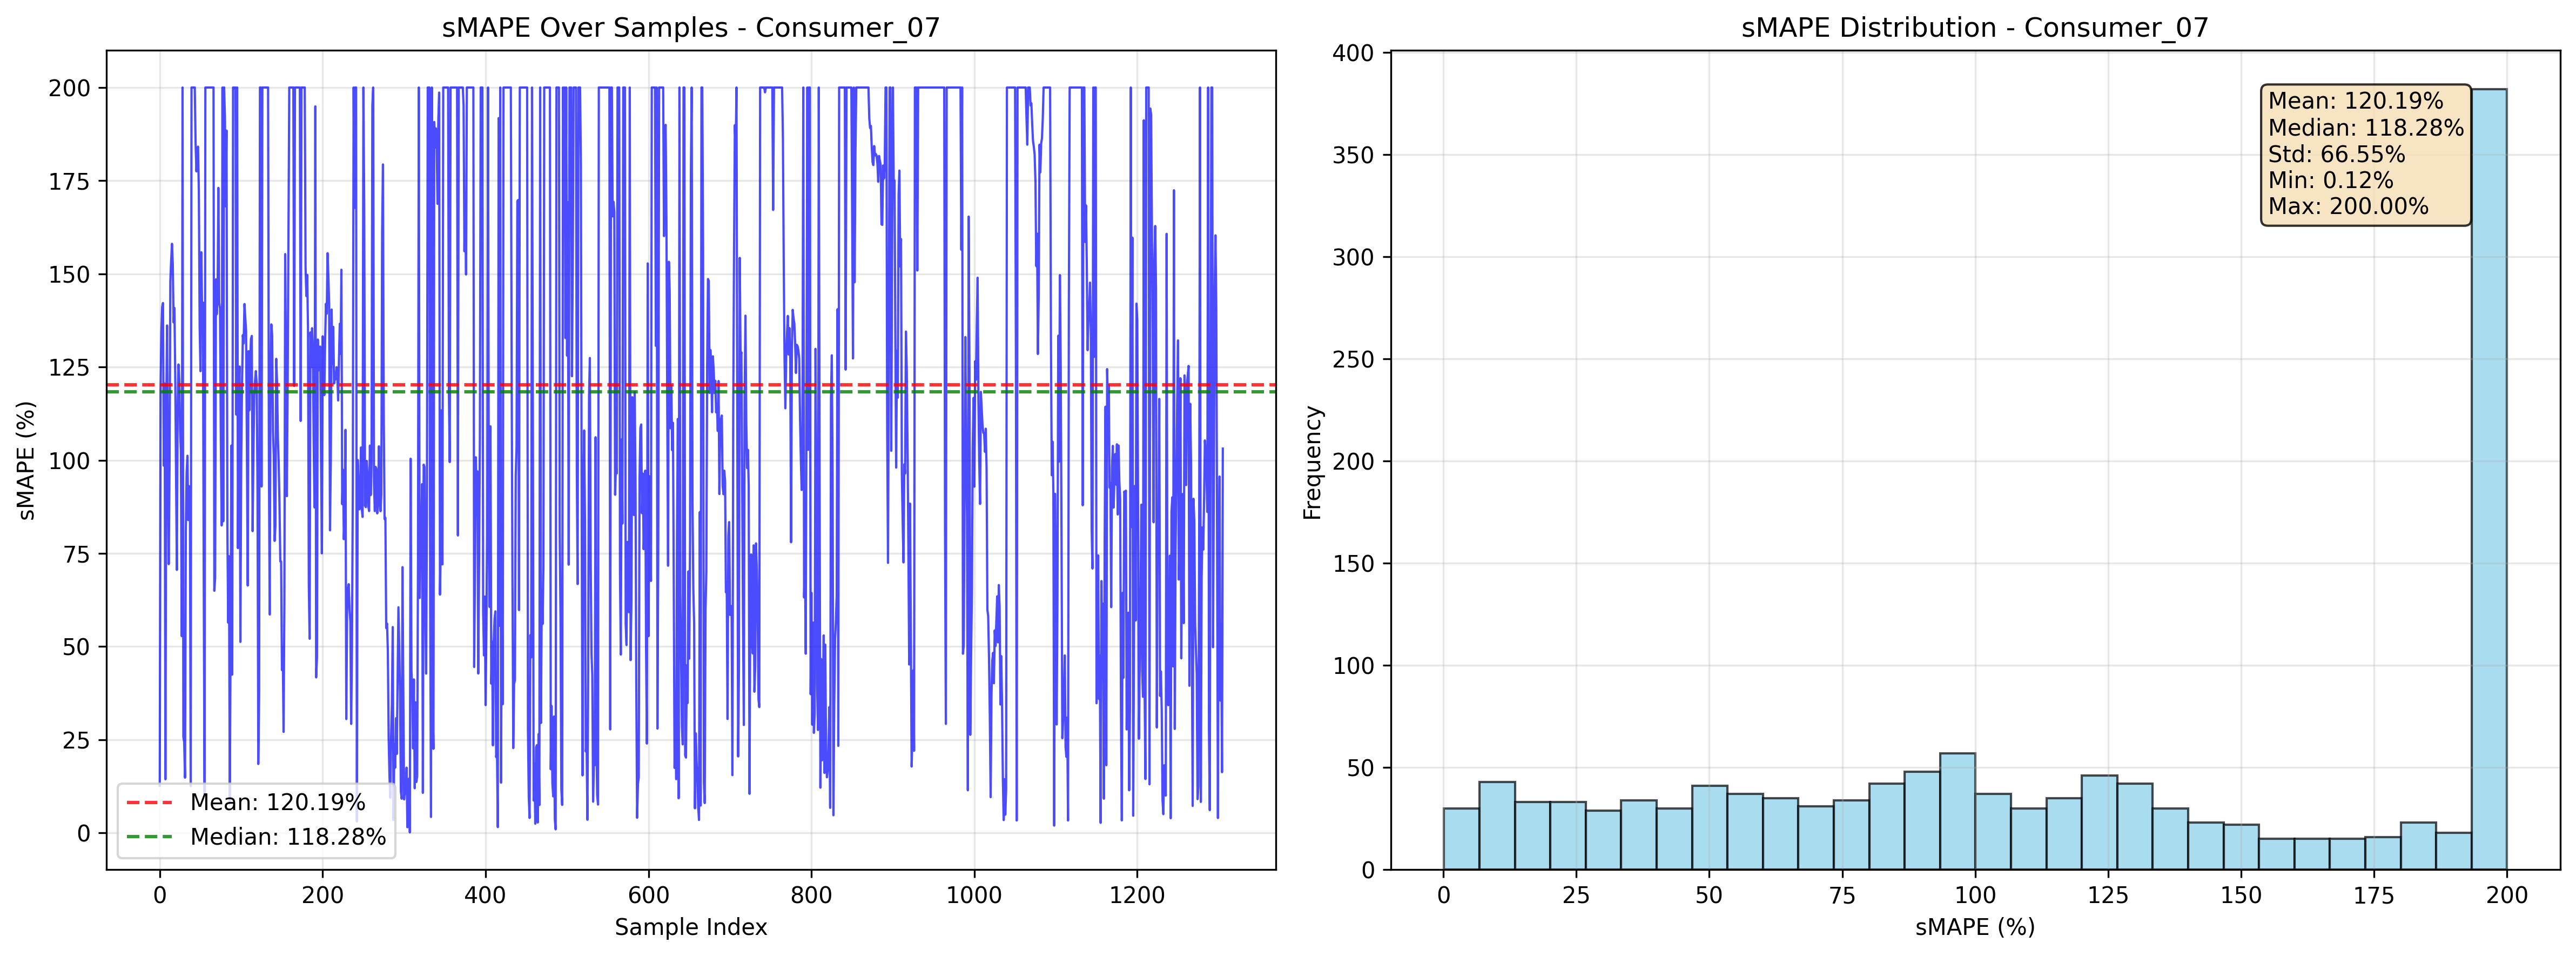 sMAPE Over Samples - Consumer_07
sMAPE (%)
200
175
150
125
100
75
50
25
0
Mean: 120.19%
Median: 118.28%
0
200
400
600
800
1000
1200
Sample Index
sMAPE Distribution - Consumer_07
Frequency
400
350
300
250
200
150
100
50
0
Mean: 120.19%
Median: 118.28%
Std: 66.55%
Min: 0.12%
Max: 200.00%
0
25
50
75
100
125
150
175
200
sMAPE (%)